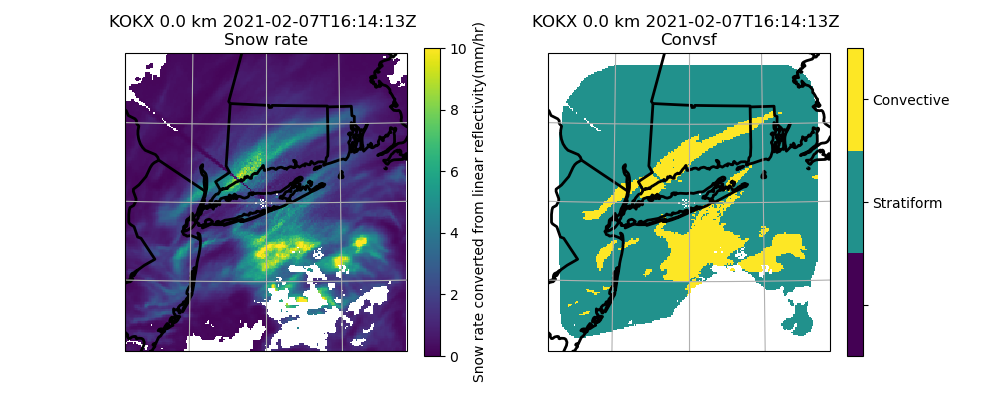 KOKX 0.0 km 2021-02-07T16:14:13Z
Snow rate
10
8
6
4
2
0
Snow rate converted from linear reflectivity(mm/hr)
KOKX 0.0 km 2021-02-07T16:14:13Z
Convsf
Convective
Stratiform